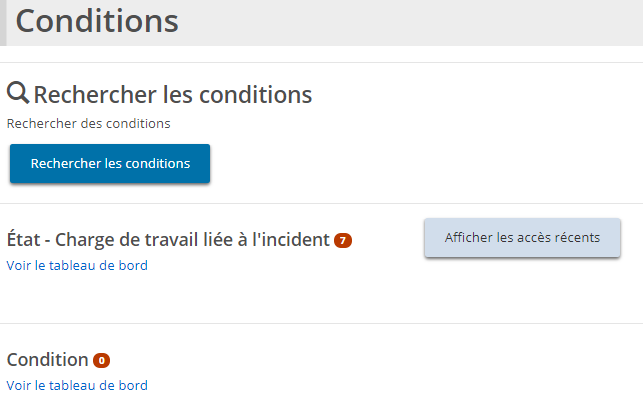 Conditions
Rechercher les conditions
Rechercher des conditions
Rechercher les conditions
État - Charge de travail liée à l'incident 7
Afficher les accès récents
Voir le tableau de bord
Condition 0
Voir le tableau de bord